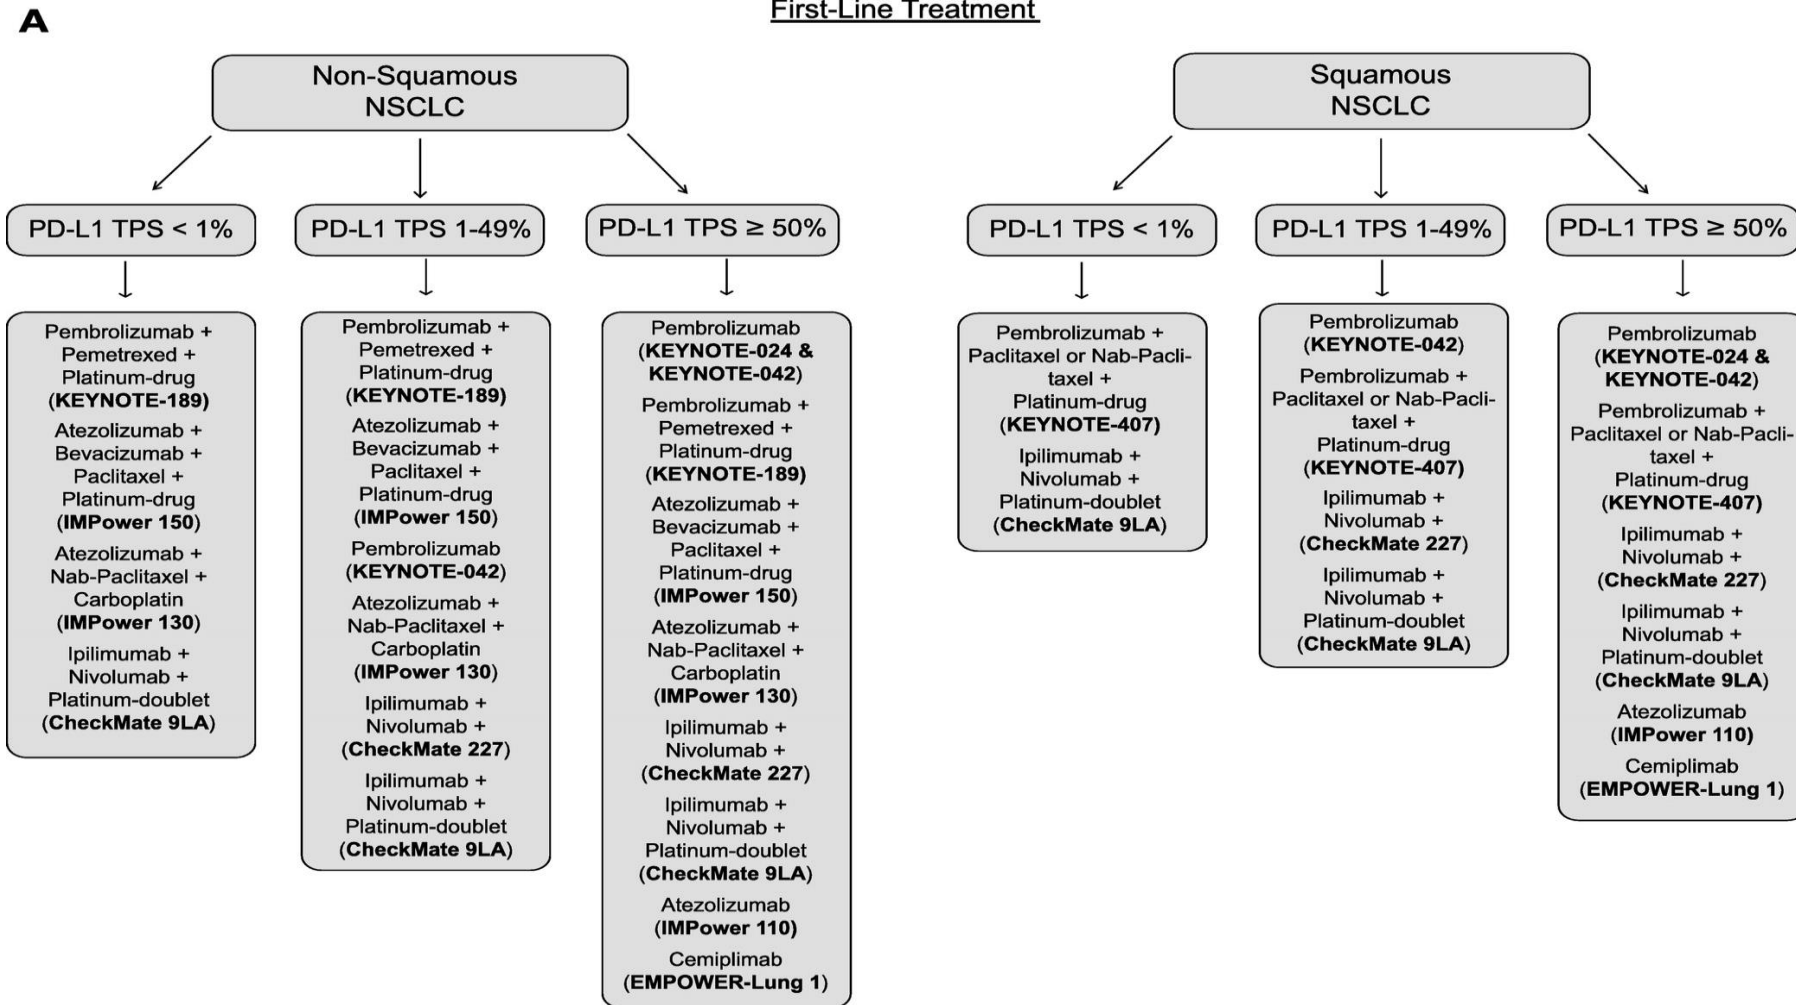 A
First-Line Treatment
Non-Squamous
NSCLC
PD-L1 TPS < 1%
PD-L1 TPS 1-49%
PD-L1 TPS ≥ 50%
Pembrolizumab +
Pemetrexed +
Platinum-drug
(KEYNOTE-189)
Atezolizumab +
Bevacizumab +
Paclitaxel +
Platinum-drug
(IMPower 150)
Atezolizumab +
Nab-Paclitaxel +
Carboplatin
(IMPower 130)
Ipilimumab +
Nivolumab +
Platinum-doublet
(CheckMate 9LA)
Pembrolizumab +
Pemetrexed +
Platinum-drug
(KEYNOTE-189)
Atezolizumab +
Bevacizumab +
Paclitaxel +
Platinum-drug
(IMPower 150)
Pembrolizumab
(KEYNOTE-042)
Atezolizumab +
Nab-Paclitaxel +
Carboplatin
(IMPower 130)
Ipilimumab +
Nivolumab +
(CheckMate 227)
Ipilimumab +
Nivolumab +
Platinum-doublet
(CheckMate 9LA)
Pembrolizumab
(KEYNOTE-024 &
KEYNOTE-042)
Pembrolizumab +
Pemetrexed +
Platinum-drug
(KEYNOTE-189)
Atezolizumab +
Bevacizumab +
Paclitaxel +
Platinum-drug
(IMPower 150)
Atezolizumab +
Nab-Paclitaxel +
Carboplatin
(IMPower 130)
Ipilimumab +
Nivolumab +
(CheckMate 227)
Ipilimumab +
Nivolumab +
Platinum-doublet
(CheckMate 9LA)
Atezolizumab
(IMPower 110)
Cemiplimab
(EMPOWER-Lung 1)
Squamous
NSCLC
PD-L1 TPS < 1%
PD-L1 TPS 1-49%
PD-L1 TPS ≥ 50%
Pembrolizumab +
Paclitaxel or Nab-Pacli-
taxel +
Platinum-drug
(KEYNOTE-407)
Ipilimumab +
Nivolumab +
Platinum-doublet
(CheckMate 9LA)
Pembrolizumab
(KEYNOTE-042)
Pembrolizumab +
Paclitaxel or Nab-Pacli-
taxel +
Platinum-drug
(KEYNOTE-407)
Ipilimumab +
Nivolumab +
(CheckMate 227)
Ipilimumab +
Nivolumab +
Platinum-doublet
(CheckMate 9LA)
Pembrolizumab
(KEYNOTE-024 &
KEYNOTE-042)
Pembrolizumab +
Paclitaxel or Nab-Pacli-
taxel +
Platinum-drug
(KEYNOTE-407)
Ipilimumab +
Nivolumab +
(CheckMate 227)
Ipilimumab +
Nivolumab +
Platinum-doublet
(CheckMate 9LA)
Atezolizumab
(IMPower 110)
Cemiplimab
(EMPOWER-Lung 1)